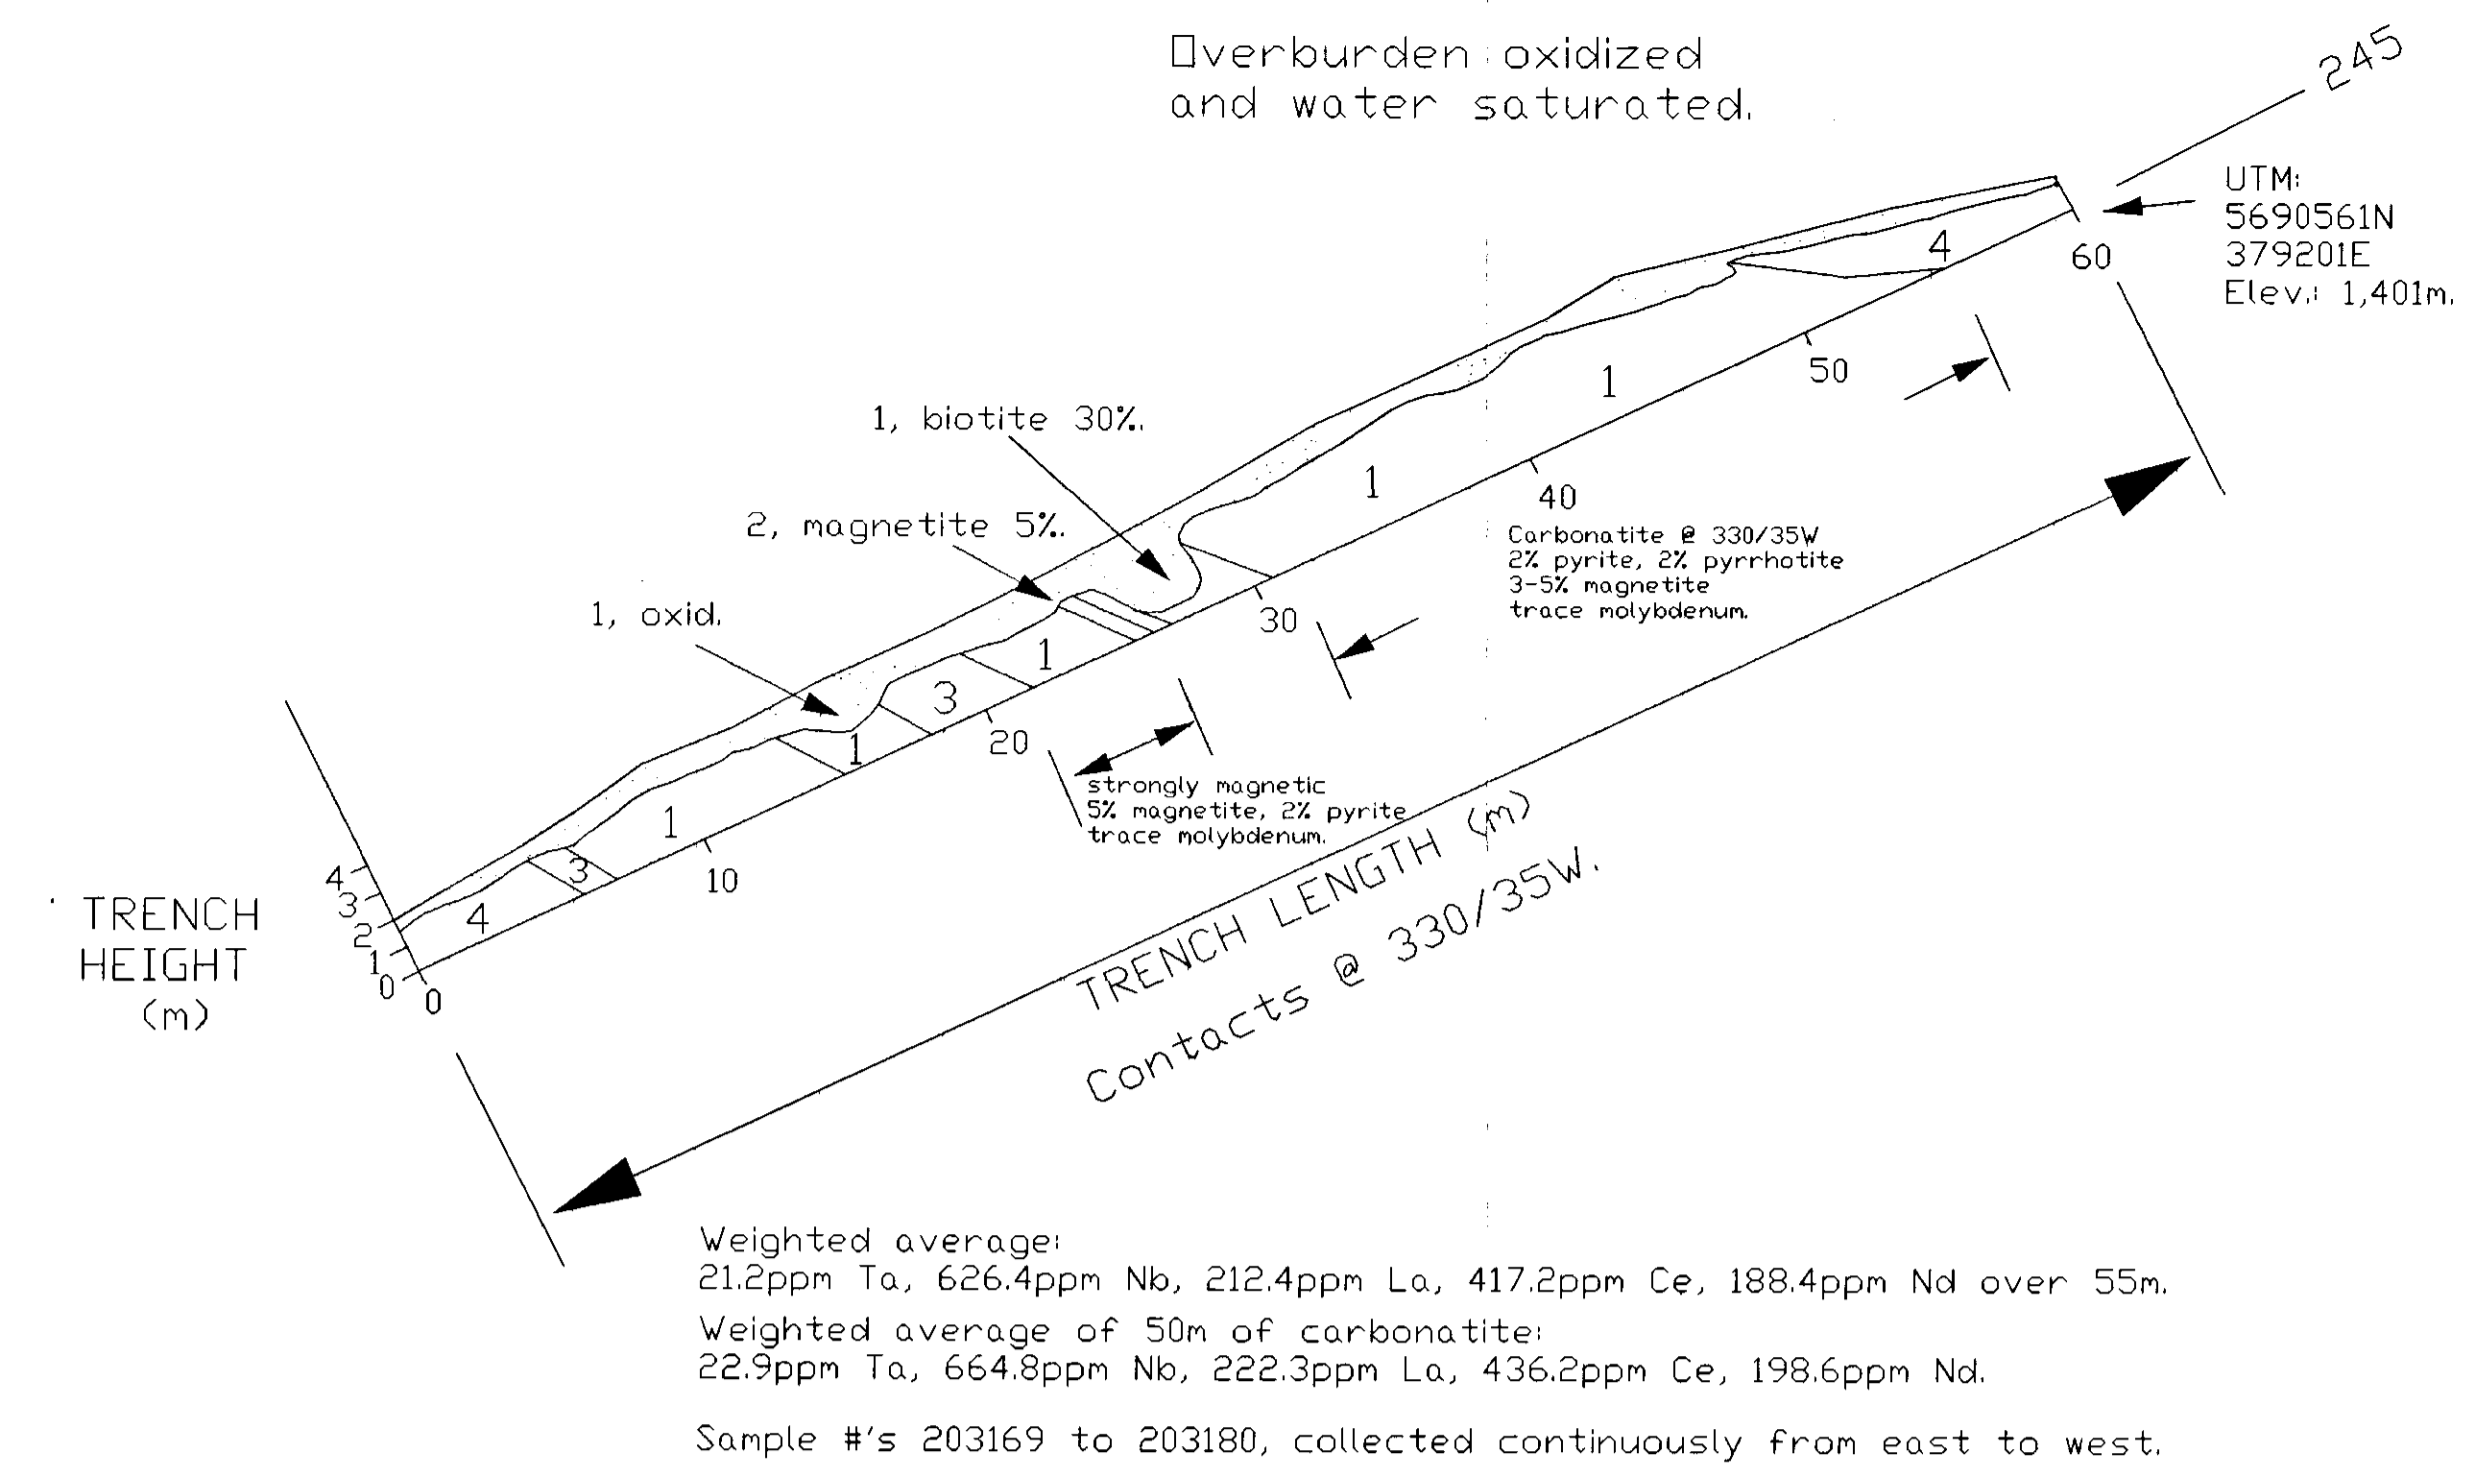 Overburden oxidized
and water saturated.
245
UTM:
5690561N
379201E
Elev.: 1,401m.
60
4
50
1
1, biotite 30%.
1
40
2, magnetite 5%.
Carbonatite @ 330/35W
2% pyrite, 2% pyrrhotite
3-5% magnetite
trace molybdenum.
1, oxid.
30
1
3
20
1
strongly magnetic
5% magnetite, 2% pyrite
trace molybdenum.
1
10
3
4
4
3
2
1
0
0
TRENCH
HEIGHT
(m)
TRENCH LENGTH (m)
Contacts @ 330/35W.
Weighted average:
21.2ppm Ta, 626.4ppm Nb, 212.4ppm La, 417.2ppm Ce, 188.4ppm Nd over 55m.
Weighted average of 50m of carbonatite:
22.9ppm Ta, 664.8ppm Nb, 222.3ppm La, 436.2ppm Ce, 198.6ppm Nd.
Sample #'s 203169 to 203180, collected continuously from east to west.